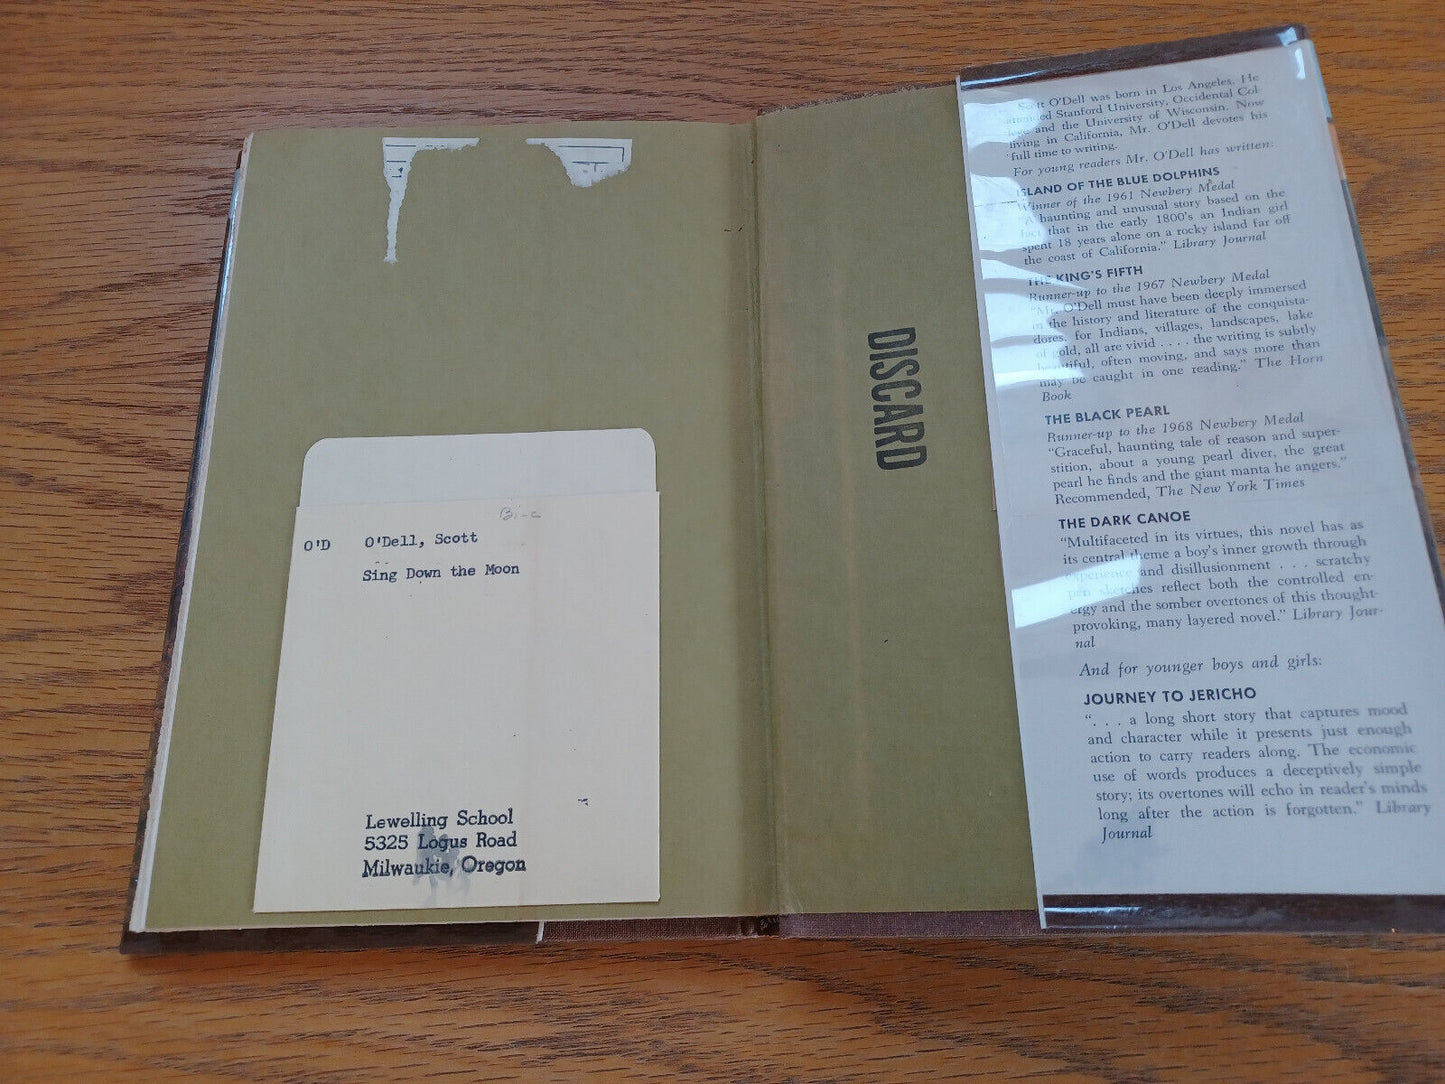 Bi-c
O'D O'Dell, Scott
Sing Down the Moon
Lewelling School
5325 Logus Road
Milwaukie, Oregon
DISCARD
Scott O'Dell was born in Los Angeles. He
attended Stanford University, Occidental Col-
lege and the University of Wisconsin. Now
living in California, Mr. O'Dell devotes his
full time to writing.
For young readers Mr. O'Dell has written:
ISLAND OF THE BLUE DOLPHINS
Winner of the 1961 Newbery Medal
"A haunting and unusual story based on the
fact that in the early 1800's an Indian girl
spent 18 years alone on a rocky island far off
the coast of California." Library Journal
THE KING'S FIFTH
Runner-up to the 1967 Newbery Medal
"Mr. O'Dell must have been deeply immersed
in the history and literature of the conquista-
dores, for Indians, villages, landscapes, lake
of gold, all are vivid . . . . the writing is subtly
beautiful, often moving, and says more than
may be caught in one reading." The Horn
Book
THE BLACK PEARL
Runner-up to the 1968 Newbery Medal
"Graceful, haunting tale of reason and super-
stition, about a young pearl diver, the great
pearl he finds and the giant manta he angers."
Recommended, The New York Times
THE DARK CANOE
"Multifaceted in its virtues, this novel has as
its central theme a boy's inner growth through
experience and disillusionment . . . scratchy
pen sketches reflect both the controlled en-
ergy and the somber overtones of this thought-
provoking, many layered novel." Library Jour-
nal
And for younger boys and girls:
JOURNEY TO JERICHO
". . . a long short story that captures mood
and character while it presents just enough
action to carry readers along. The economic
use of words produces a deceptively simple
story; its overtones will echo in reader's minds
long after the action is forgotten." Library
Journal